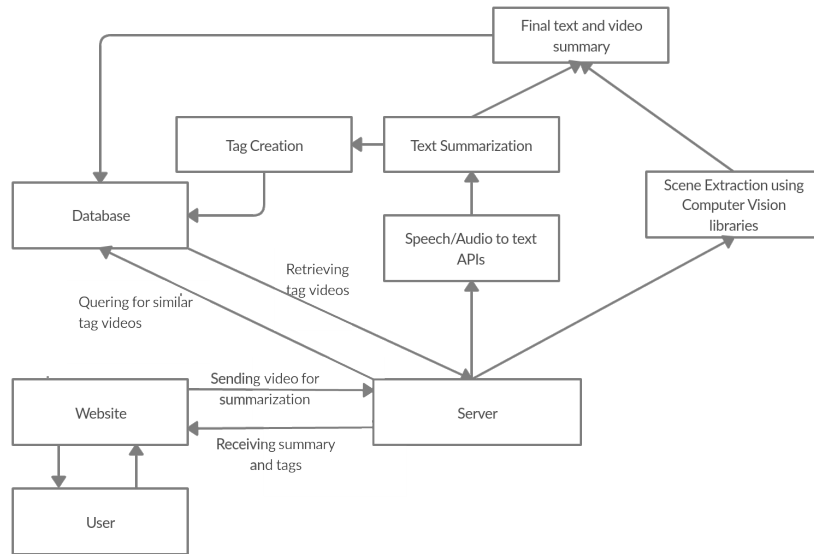 Final text and video
summary
Tag Creation
Text Summarization
Scene Extraction using
Computer Vision
libraries
Database
Speech/Audio to text
APIs
Retrieving
tag videos
Quering for similar
tag videos
Sending video for
summarization
Website
Server
Receiving summary
and tags
User